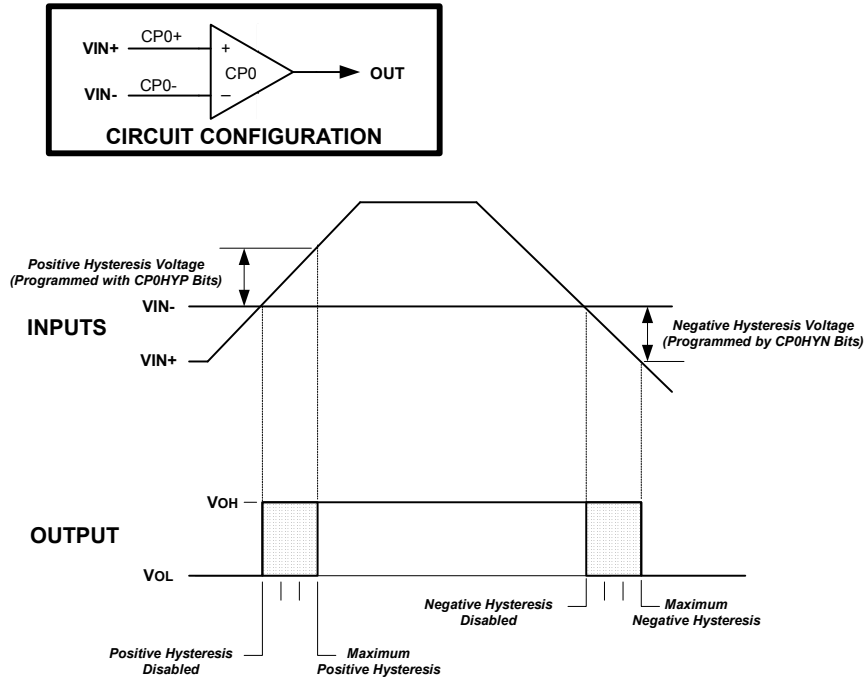 VIN+
CP0+
+
CP0
OUT
VIN-
CP0-
–
CIRCUIT CONFIGURATION
Positive Hysteresis Voltage
(Programmed with CP0HYP Bits)
VIN-
INPUTS
VIN+
Negative Hysteresis Voltage
(Programmed by CP0HYN Bits)
VOH
OUTPUT
VOL
Positive Hysteresis
Disabled
Maximum
Positive Hysteresis
Negative Hysteresis
Disabled
Maximum
Negative Hysteresis